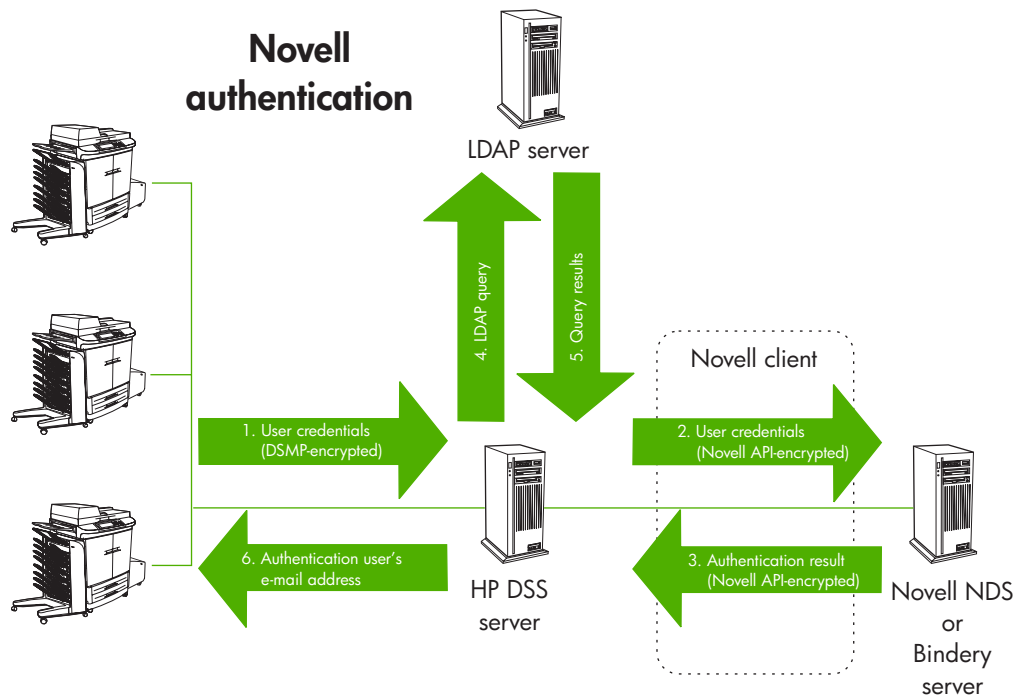 Novell
authentication
LDAP server
4. LDAP query
5. Query results
Novell client
1. User credentials
(DSMP-encrypted)
2. User credentials
(Novell API-encrypted)
6. Authentication user's
e-mail address
3. Authentication result
(Novell API-encrypted)
HP DSS
server
Novell NDS
or
Bindery
server